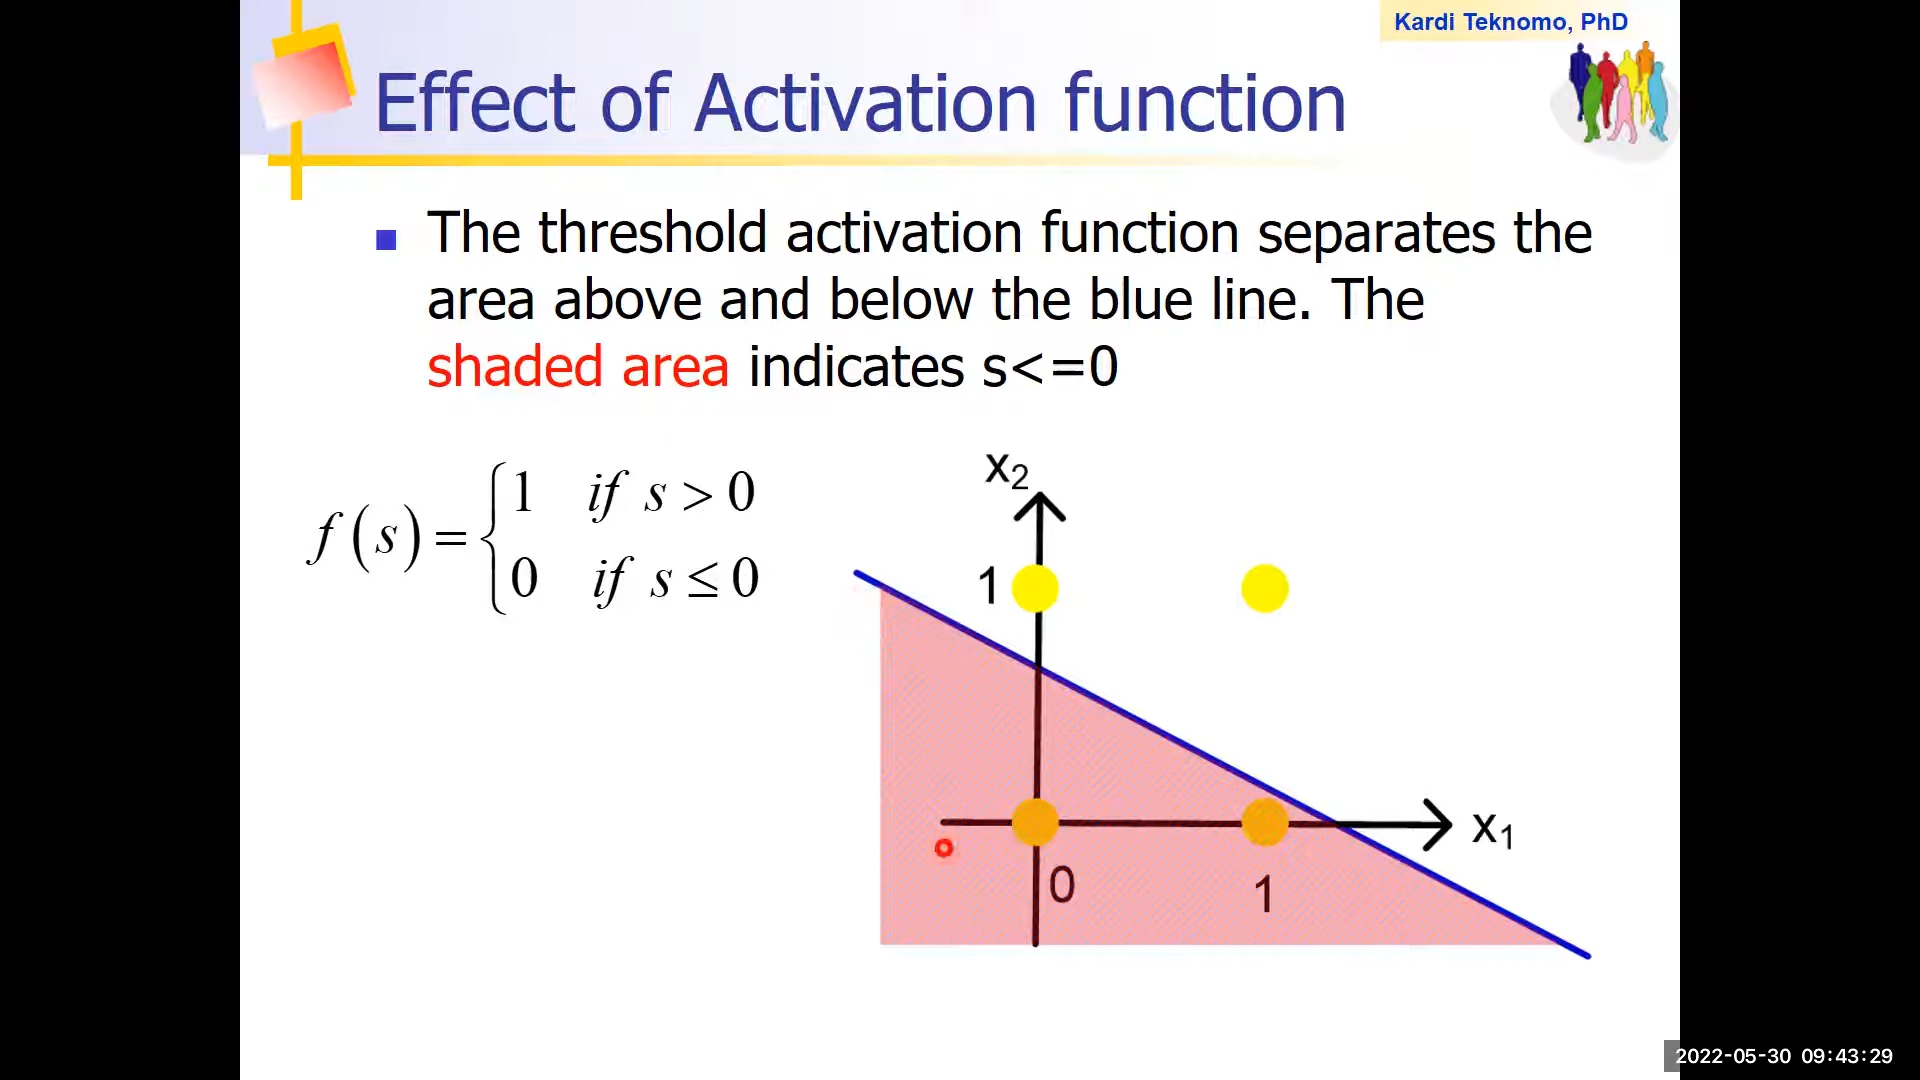 Kardi Teknomo, PhD
Effect of Activation function
The threshold activation function separates the
area above and below the blue line. The
shaded area indicates s<=0
f(s) = { 1 if s > 0
0 if s ≤ 0
x2
1
x1
0
1
2022-05-30 09:43:29